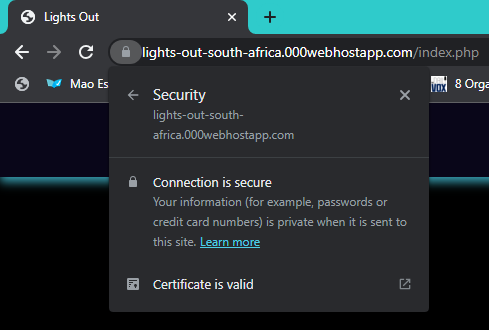 Lights Out
lights-out-south-africa.000webhostapp.com/index.php
Mao Es
8 Orga
Security
lights-out-south-
africa.000webhostapp.com
Connection is secure
Your information (for example, passwords or
credit card numbers) is private when it is sent to
this site. Learn more
Certificate is valid